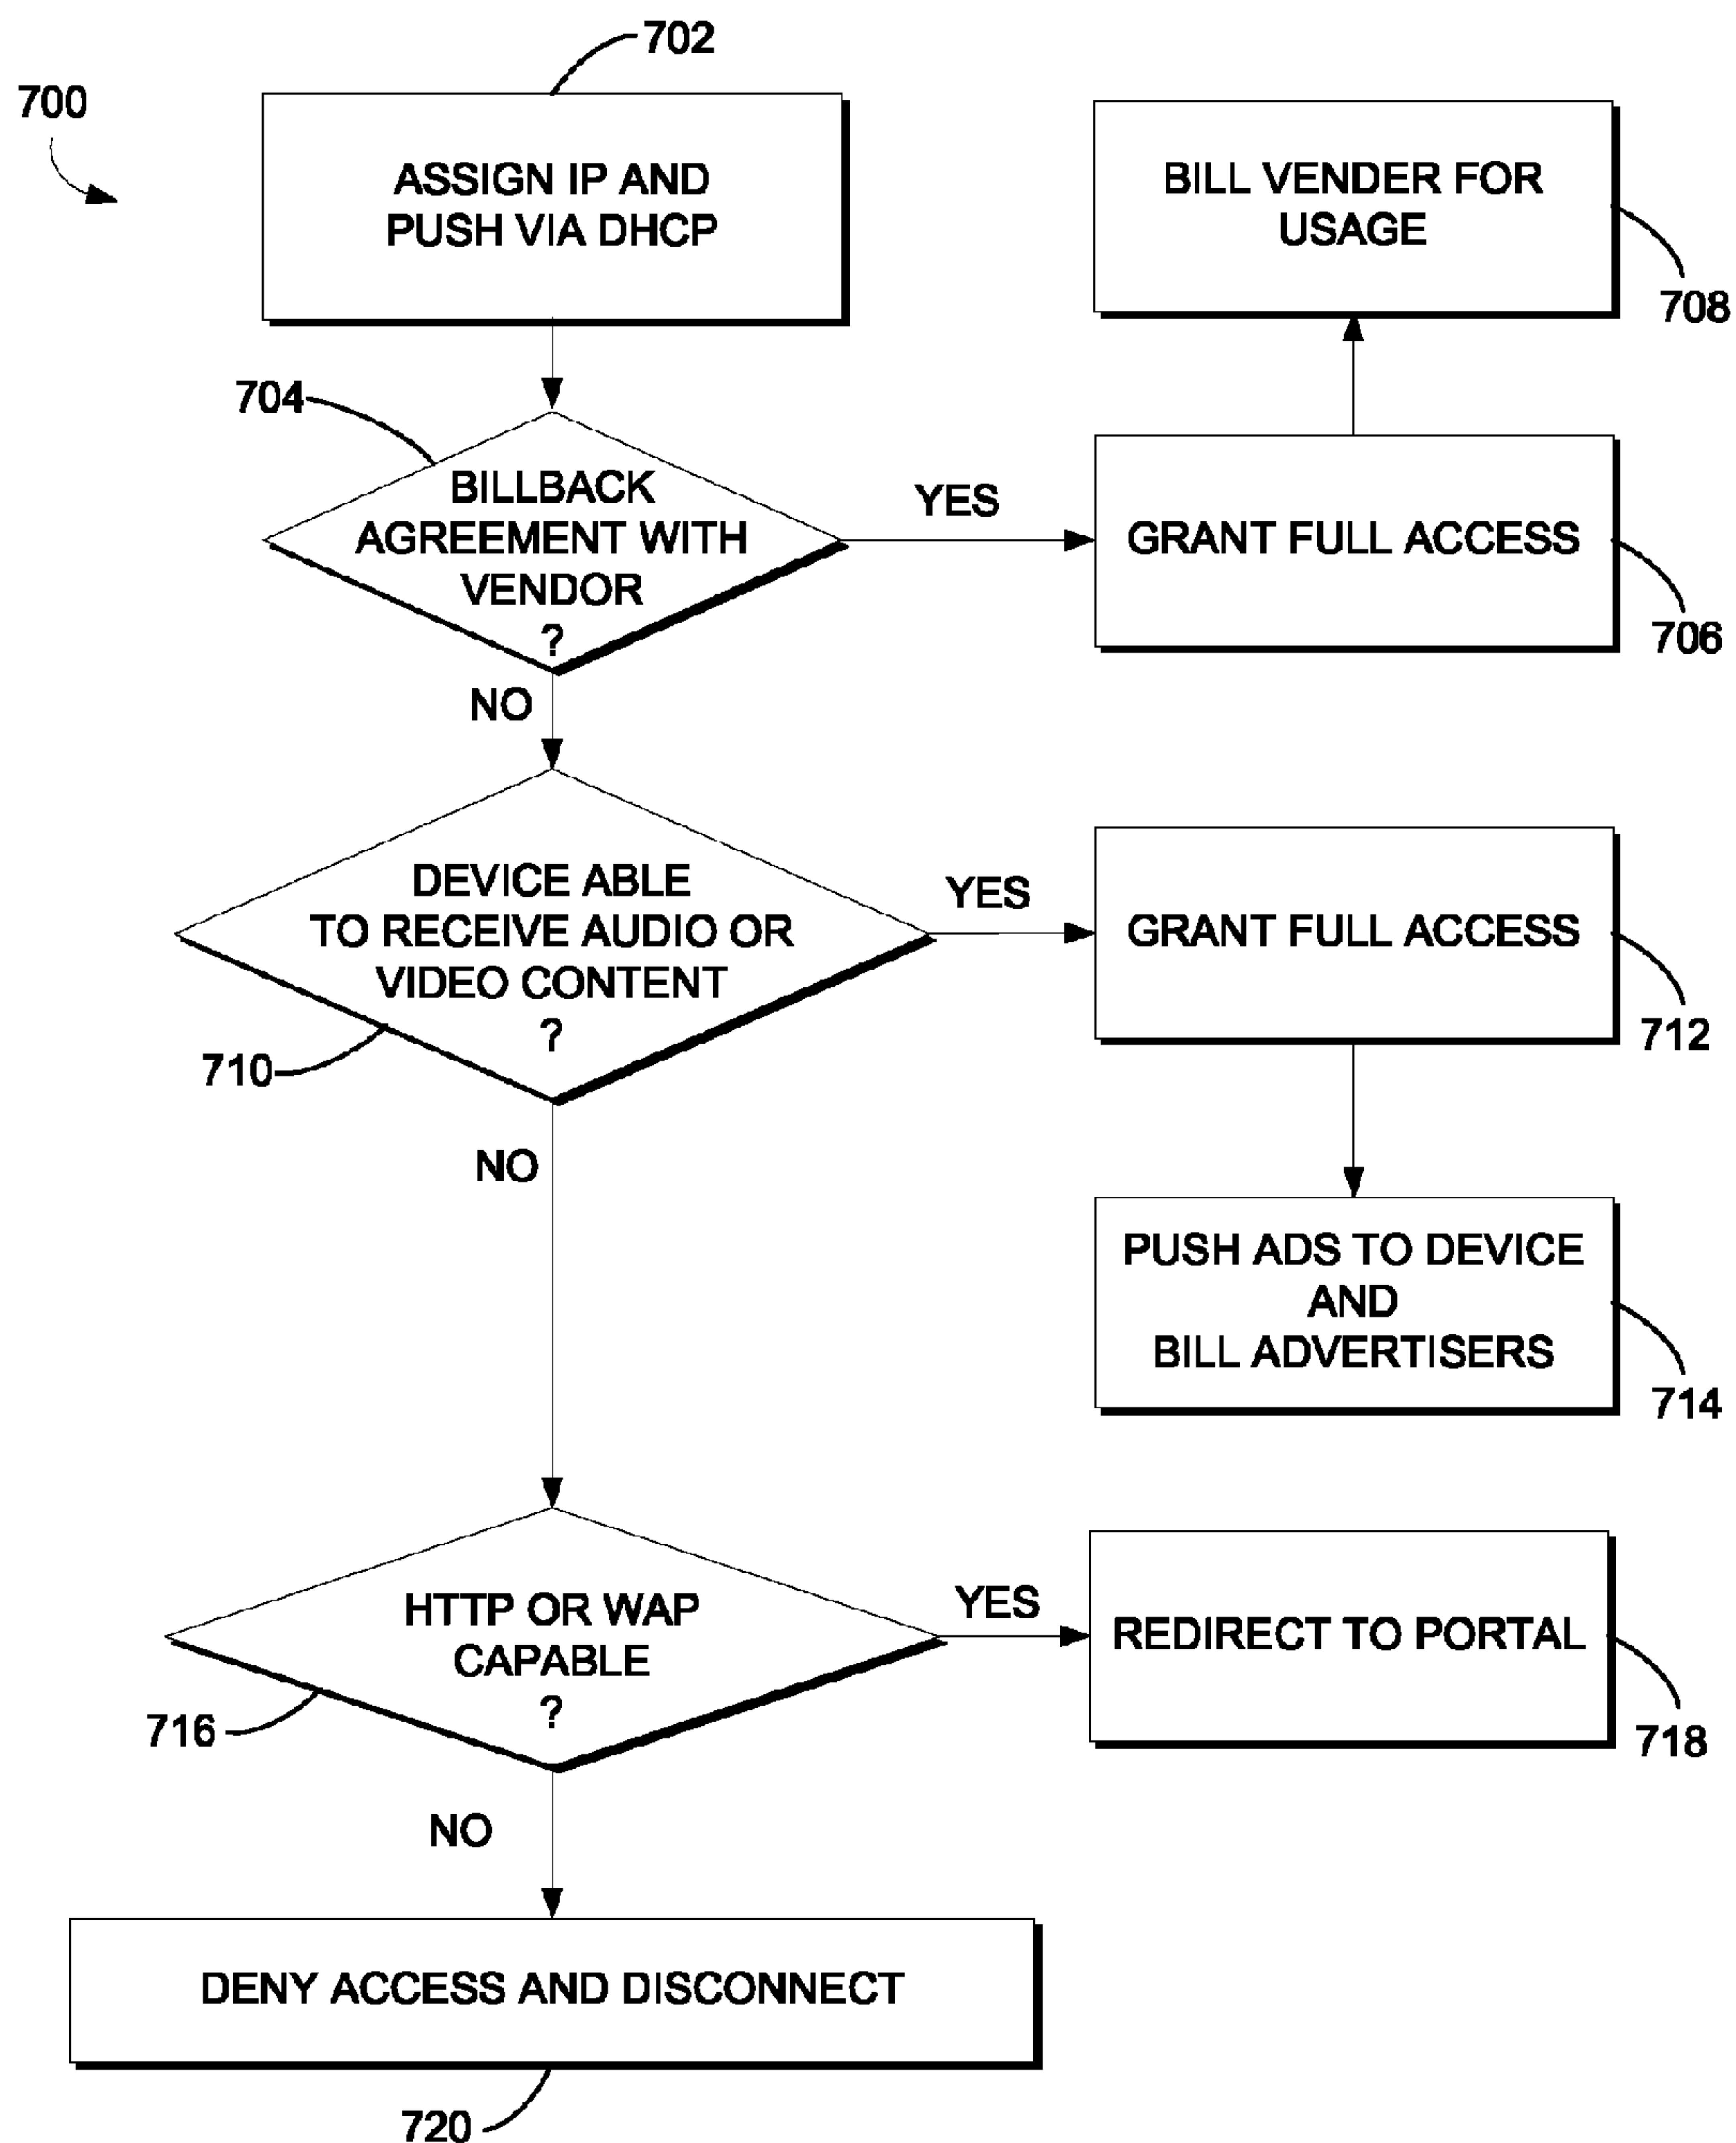 702
700
ASSIGN IP AND
PUSH VIA DHCP
BILL VENDER FOR
USAGE
708
704
BILLBACK
AGREEMENT WITH
VENDOR
?
YES
GRANT FULL ACCESS
706
NO
DEVICE ABLE
TO RECEIVE AUDIO OR
VIDEO CONTENT
?
YES
GRANT FULL ACCESS
712
710
NO
PUSH ADS TO DEVICE
AND
BILL ADVERTISERS
714
HTTP OR WAP
CAPABLE
?
YES
REDIRECT TO PORTAL
718
716
NO
DENY ACCESS AND DISCONNECT
720